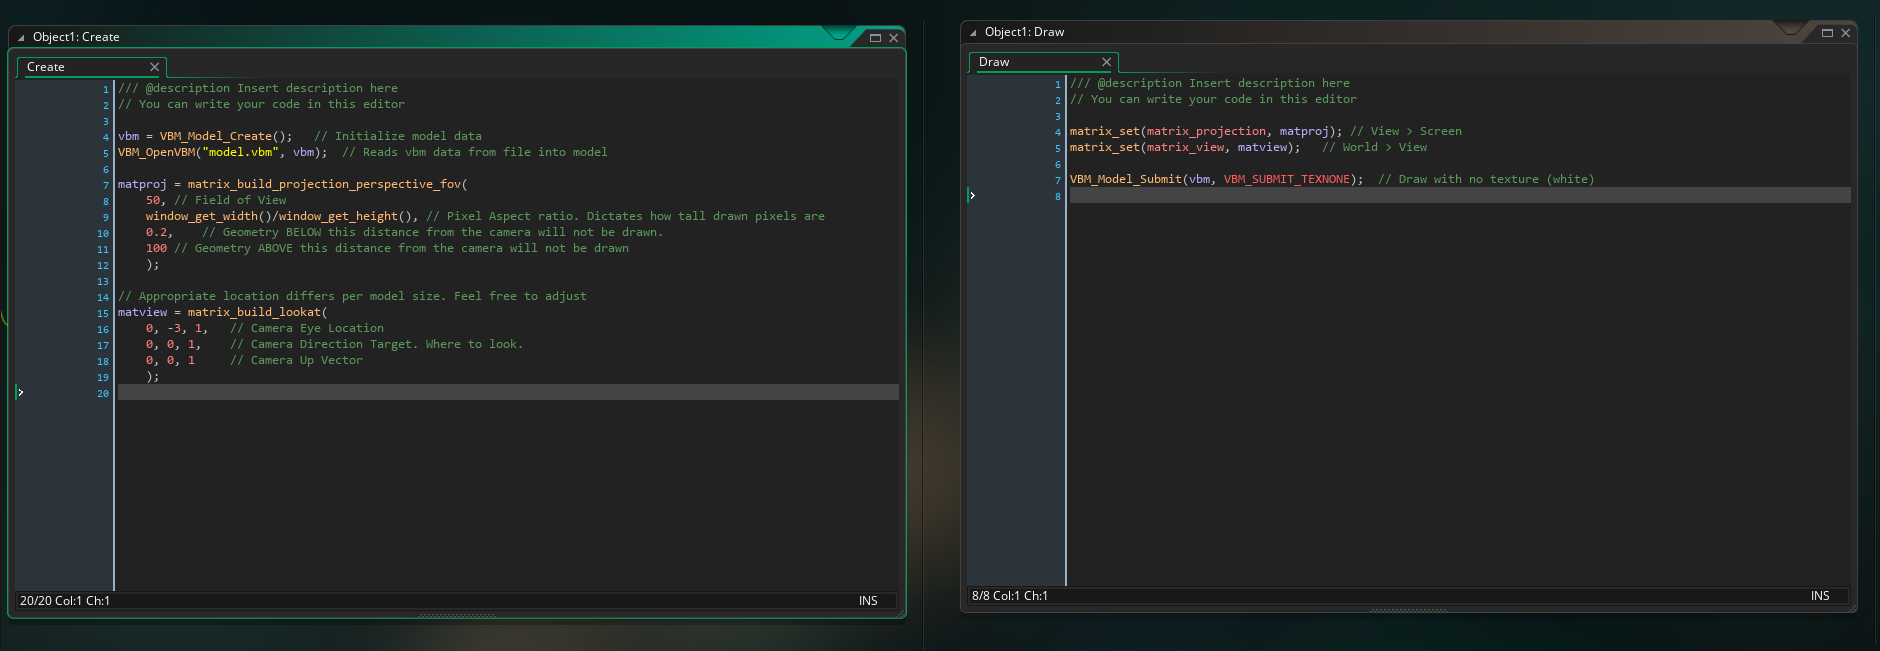 Object1: Create
Create
1 /// @description Insert description here
2 // You can write your code in this editor
3
4 vbm = VBM_Model_Create();   // Initialize model data
5 VBM_OpenVBM("model.vbm", vbm);  // Reads vbm data from file into model
6
7 matproj = matrix_build_projection_perspective_fov(
8     50, // Field of View
9     window_get_width()/window_get_height(), // Pixel Aspect ratio. Dictates how tall drawn pixels are
10     0.2,    // Geometry BELOW this distance from the camera will not be drawn.
11     100 // Geometry ABOVE this distance from the camera will not be drawn
12     );
13
14 // Appropriate location differs per model size. Feel free to adjust
15 matview = matrix_build_lookat(
16     0, -3, 1,   // Camera Eye Location
17     0, 0, 1,    // Camera Direction Target. Where to look.
18     0, 0, 1     // Camera Up Vector
19     );
20
20/20 Col:1 Ch:1 INS
Object1: Draw
Draw
1 /// @description Insert description here
2 // You can write your code in this editor
3
4 matrix_set(matrix_projection, matproj); // View > Screen
5 matrix_set(matrix_view, matview);   // World > View
6
7 VBM_Model_Submit(vbm, VBM_SUBMIT_TEXNONE);  // Draw with no texture (white)
8
8/8 Col:1 Ch:1 INS